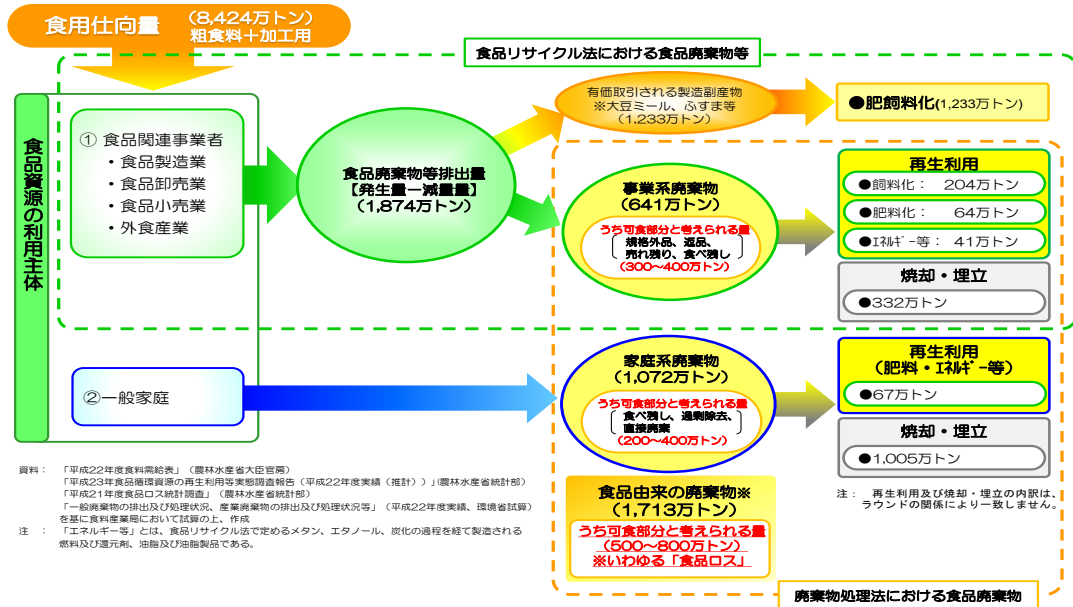 食用仕向量
（8,424万トン）
粗食料＋加工用
食品リサイクル法における食品廃棄物等
食品資源の利用主体
① 食品関連事業者
・食品製造業
・食品卸売業
・食品小売業
・外食産業
食品廃棄物等排出量
【発生量ー減量量】
（1,874万トン）
有価取引される製造副産物
※大豆ミール、ふすま等
（1,233万トン）
●肥飼料化(1,233万トン)
事業系廃棄物
（641万トン）
うち可食部分と考えられる量
規格外品、返品、
売れ残り、食べ残し
（300～400万トン）
再生利用
●飼料化： 204万トン
●肥料化： 64万トン
●ｴﾈﾙｷﾞｰ等： 41万トン
焼却・埋立
●332万トン
②一般家庭
家庭系廃棄物
（1,072万トン）
うち可食部分と考えられる量
食べ残し、過剰除去、
直接廃棄
（200～400万トン）
再生利用
（肥料・ｴﾈﾙｷﾞｰ等）
●67万トン
焼却・埋立
●1,005万トン
食品由来の廃棄物※
（1,713万トン）
うち可食部分と考えられる量
（500～800万トン）
※いわゆる「食品ロス」
注： 再生利用及び焼却・埋立の内訳は、
ラウンドの関係により一致しません。
資料： 「平成22年度食料需給表」（農林水産省大臣官房）
「平成23年食品循環資源の再生利用等実態調査報告（平成22年度実績（推計））」（農林水産省統計部）
「平成21年度食品ロス統計調査」（農林水産省統計部）
「一般廃棄物の排出及び処理状況、産業廃棄物の排出及び処理状況等」（平成22年度実績、環境省試算）
を基に食料産業局において試算の上、作成
注 ： 「エネルギー等」とは、食品リサイクル法で定めるメタン、エタノール、炭化の過程を経て製造される
燃料及び還元剤、油脂及び油脂製品である。
廃棄物処理法における食品廃棄物